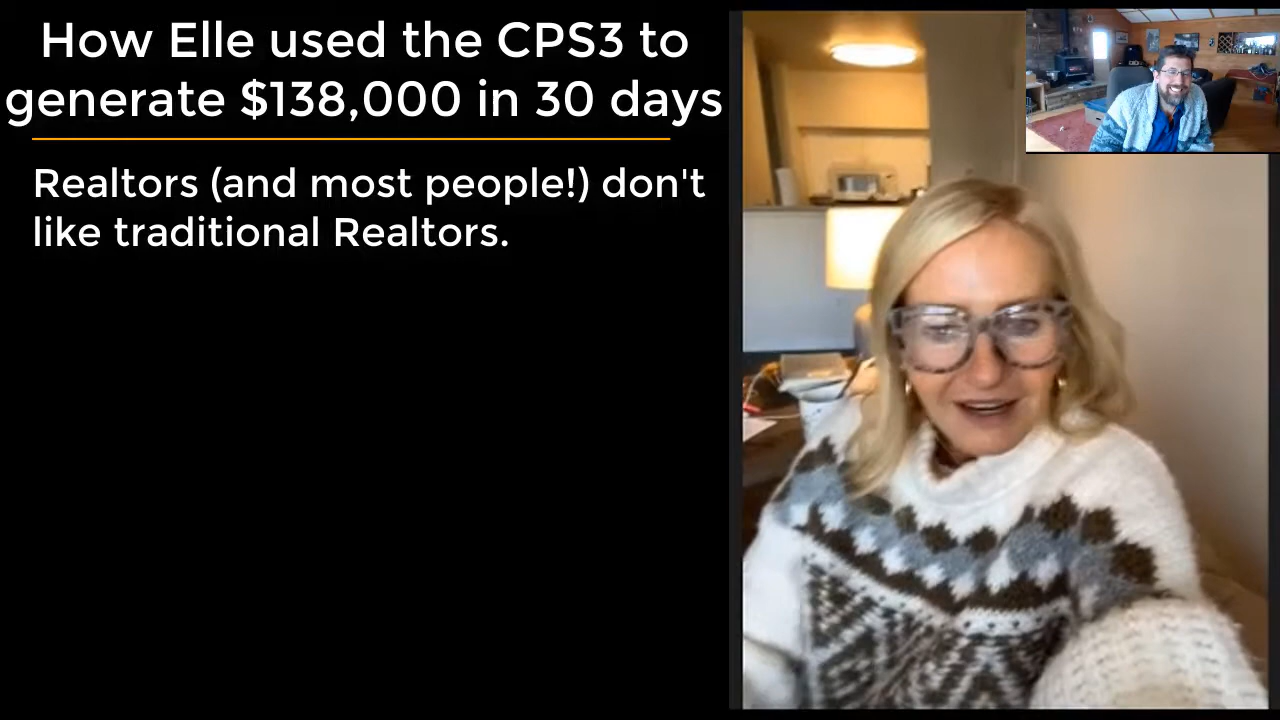 How Elle used the CPS3 to
generate $138,000 in 30 days
Realtors (and most people!) don't
like traditional Realtors.